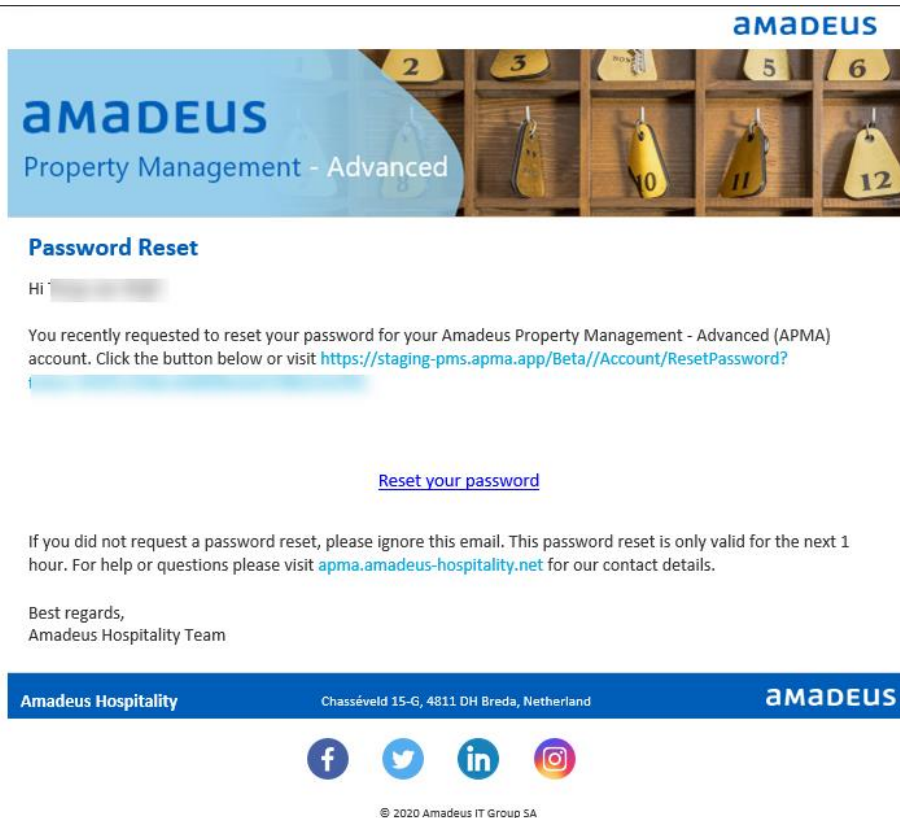 amadeus
amadeus
Property Management - Advanced
2
3
5
6
8
10
11
12
Password Reset
Hi
You recently requested to reset your password for your Amadeus Property Management - Advanced (APMA)
account. Click the button below or visit https://staging-pms.apma.app/Beta//Account/ResetPassword?
Reset your password
If you did not request a password reset, please ignore this email. This password reset is only valid for the next 1
hour. For help or questions please visit apma.amadeus-hospitality.net for our contact details.
Best regards,
Amadeus Hospitality Team
Amadeus Hospitality
Chasséveld 15-G, 4811 DH Breda, Netherland
amadeus
© 2020 Amadeus IT Group SA